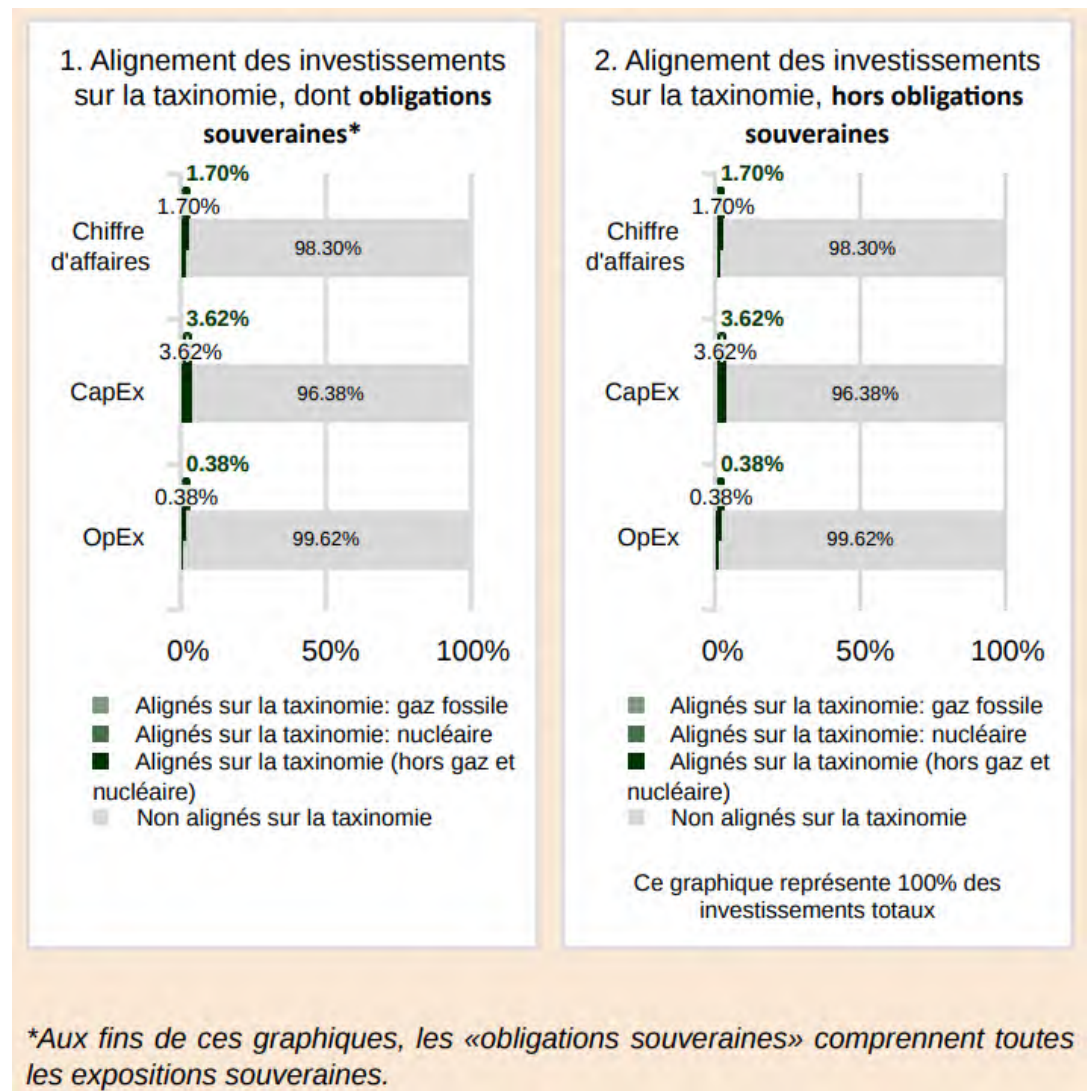 1. Alignement des investissements
sur la taxinomie, dont obligations
souveraines*
1.70%
1.70%
Chiffre
d'affaires
98.30%
3.62%
3.62%
CapEx
96.38%
0.38%
0.38%
OpEx
99.62%
0% 50% 100%
Alignés sur la taxinomie: gaz fossile
Alignés sur la taxinomie: nucléaire
Alignés sur la taxinomie (hors gaz et
nucléaire)
Non alignés sur la taxinomie
2. Alignement des investissements
sur la taxinomie, hors obligations
souveraines
1.70%
1.70%
Chiffre
d'affaires
98.30%
3.62%
3.62%
CapEx
96.38%
0.38%
0.38%
OpEx
99.62%
0% 50% 100%
Alignés sur la taxinomie: gaz fossile
Alignés sur la taxinomie: nucléaire
Alignés sur la taxinomie (hors gaz et
nucléaire)
Non alignés sur la taxinomie
Ce graphique représente 100% des
investissements totaux
*Aux fins de ces graphiques, les «obligations souveraines» comprennent toutes
les expositions souveraines.